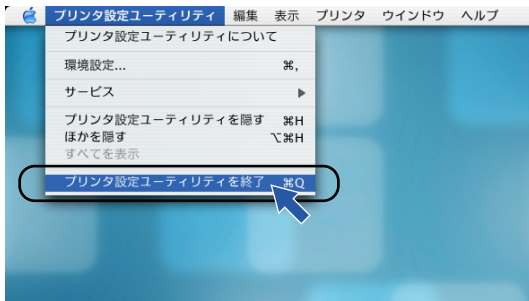 プリンタ設定ユーティリティ 編集 表示 プリンタ ウインドウ ヘルプ
プリンタ設定ユーティリティについて
環境設定... ⌘,
サービス ▶
プリンタ設定ユーティリティを隠す ⌘H
ほかを隠す ⌥⌘H
すべてを表示
プリンタ設定ユーティリティを終了 ⌘Q